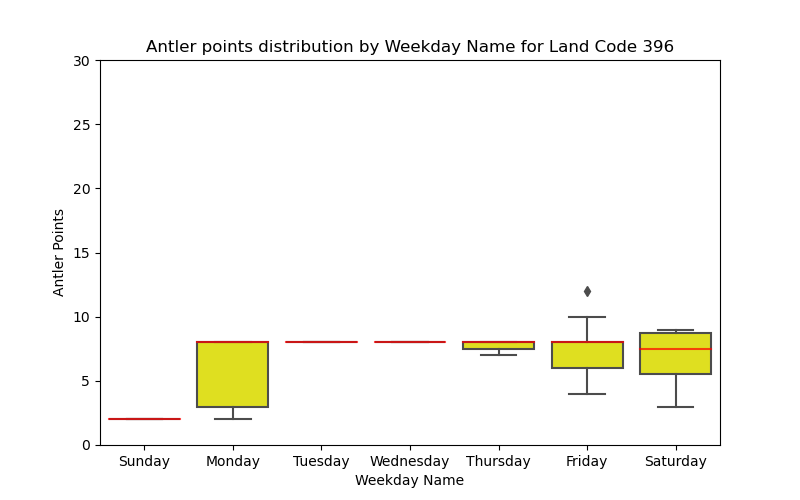 Antler points distribution by Weekday Name for Land Code 396
30
25
20
15
10
5
0
Antler Points
Sunday Monday Tuesday Wednesday Thursday Friday Saturday
Weekday Name